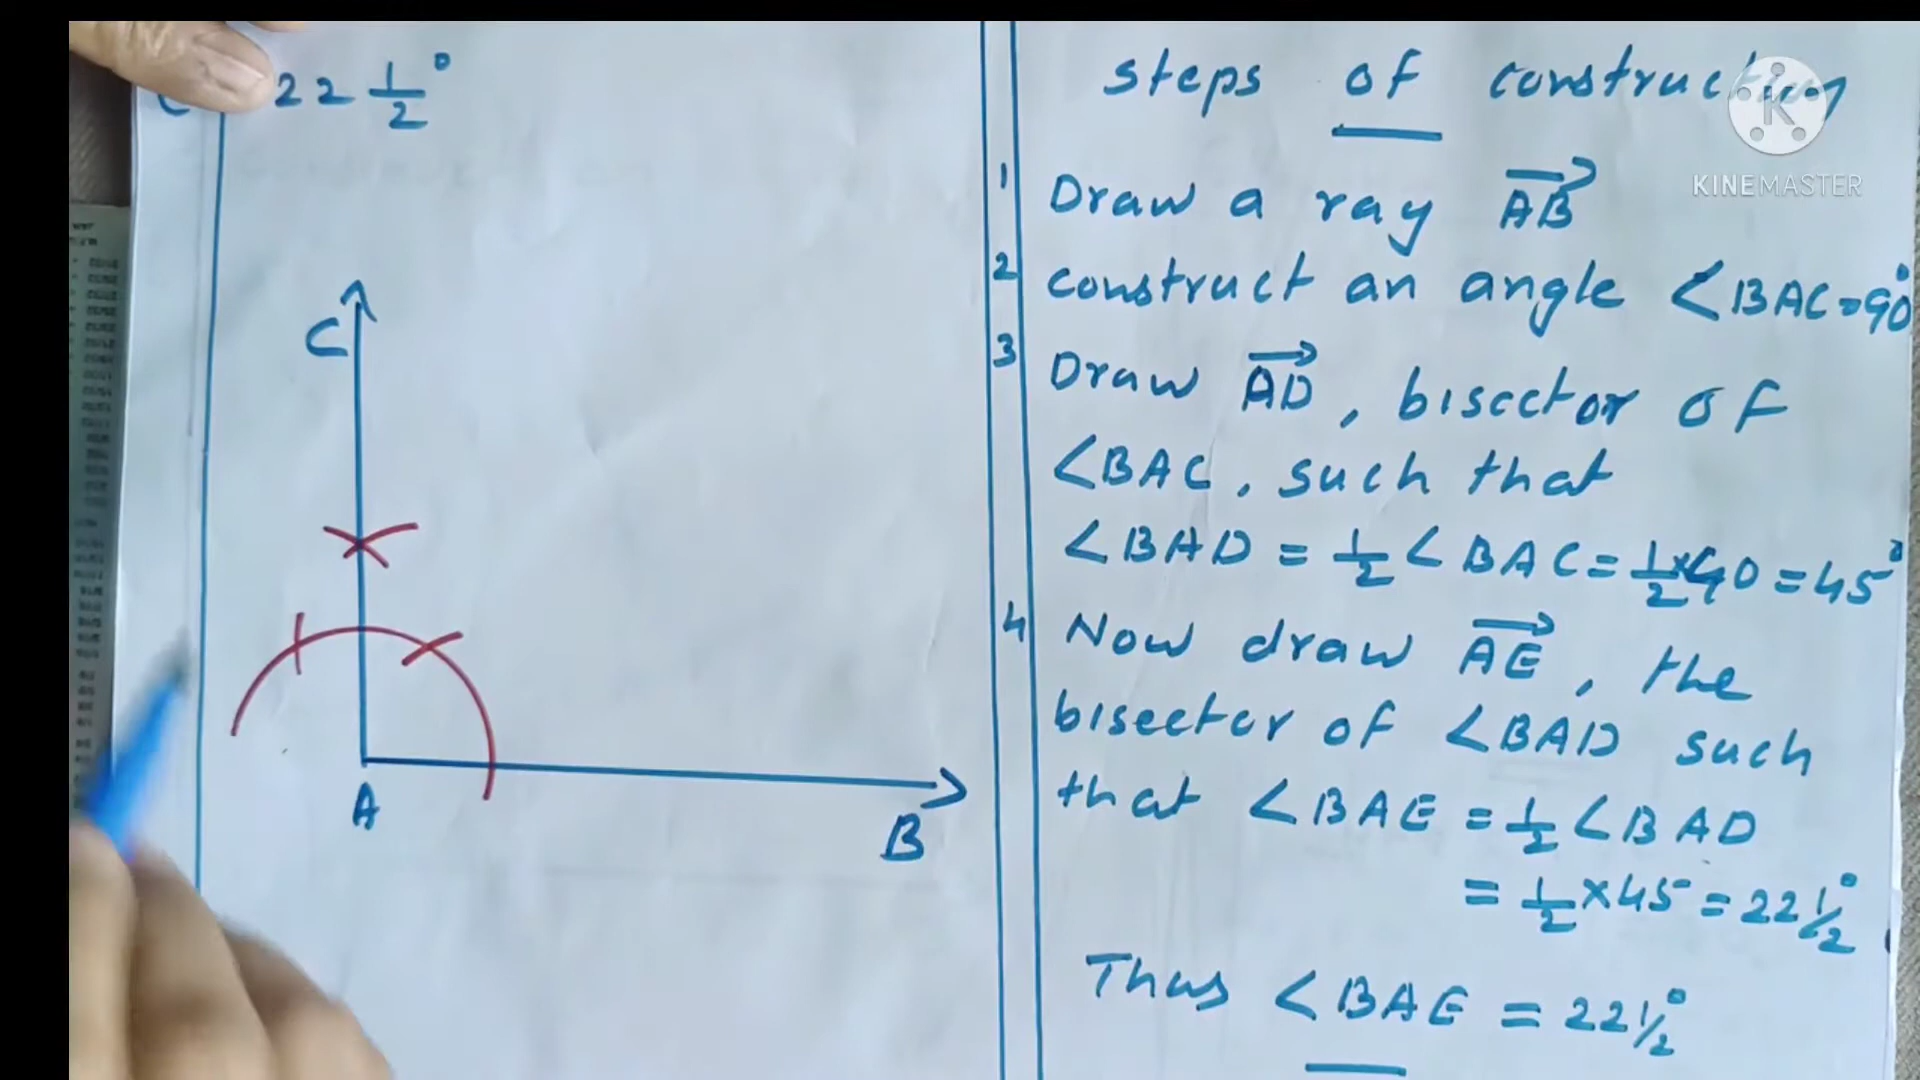 22 1/2°
C
A
B
steps of construction
1 Draw a ray AB
2 construct an angle ∠BAC=90°
3 Draw AD, bisector of
∠BAC, such that
∠BAD = 1/2 ∠BAC = 1/2×90 = 45°
4 Now draw AE, the
bisector of ∠BAD such
that ∠BAE = 1/2 ∠BAD
= 1/2 × 45 = 22 1/2°
Thus ∠BAE = 22 1/2°
KINEMASTER